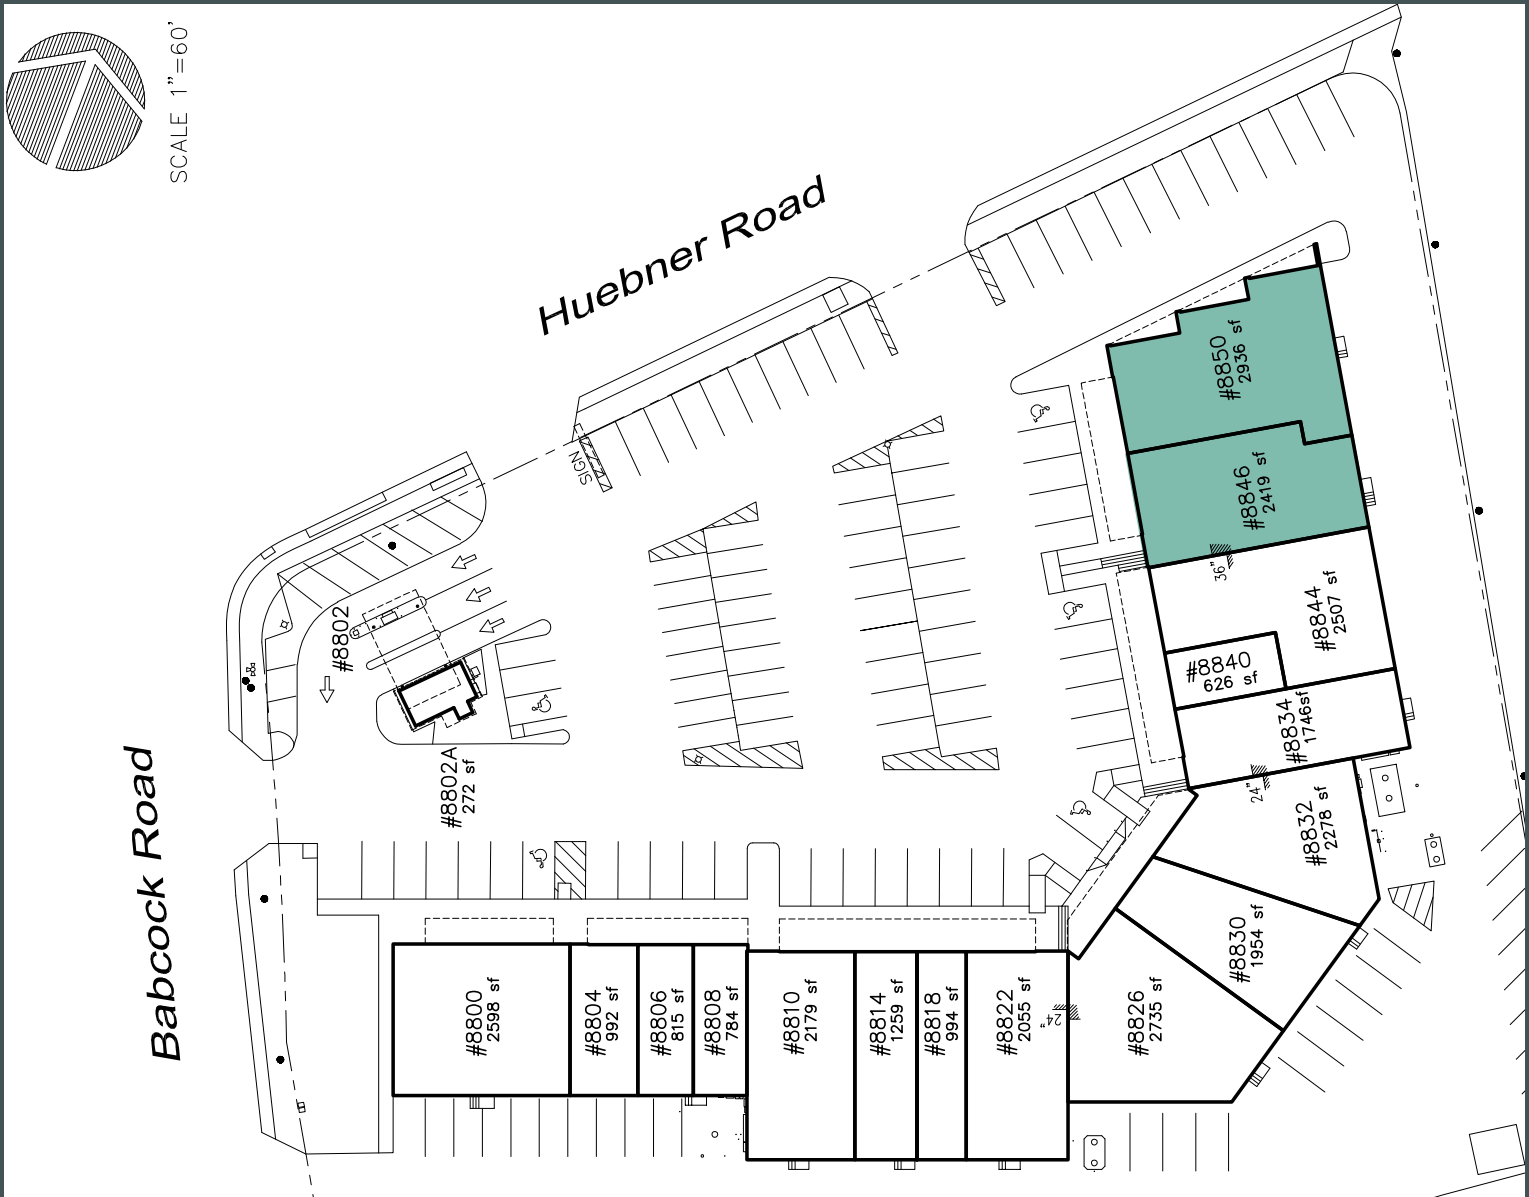 SCALE 1"=60'
Huebner Road
Babcock Road
SIGN
#8802
#8802A
272 sf
#8850
2936 sf
#8846
2419 sf
36"
#8844
2507 sf
#8840
626 sf
#8834
1746sf
24"
#8832
2278 sf
#8830
1954 sf
#8826
2735 sf
24"
#8822
2055 sf
#8818
994 sf
#8814
1259 sf
#8810
2179 sf
#8808
784 sf
#8806
815 sf
#8804
992 sf
#8800
2598 sf